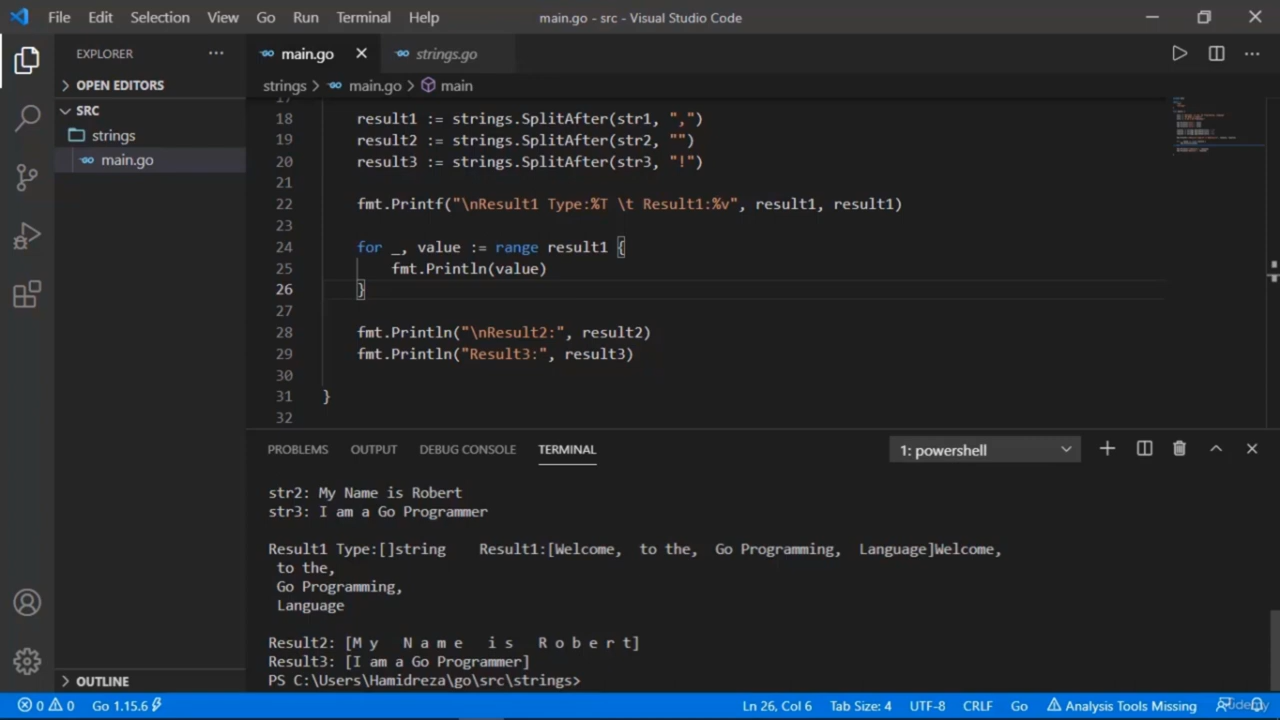 File Edit Selection View Go Run Terminal Help main.go - src - Visual Studio Code
EXPLORER
OPEN EDITORS
SRC
strings
main.go
main.go strings.go
strings > main.go > main
17
18 result1 := strings.SplitAfter(str1, ",")
19 result2 := strings.SplitAfter(str2, "")
20 result3 := strings.SplitAfter(str3, "!")
21
22 fmt.Printf("\nResult1 Type:%T \t Result1:%v", result1, result1)
23
24 for _, value := range result1 {
25 fmt.Println(value)
26 }
27
28 fmt.Println("\nResult2:", result2)
29 fmt.Println("Result3:", result3)
30
31 }
32
PROBLEMS OUTPUT DEBUG CONSOLE TERMINAL 1: powershell
str2: My Name is Robert
str3: I am a Go Programmer
Result1 Type:[]string Result1:[Welcome, to the, Go Programming, Language]Welcome,
to the,
Go Programming,
Language
Result2: [M y   N a m e   i s   R o b e r t]
Result3: [I am a Go Programmer]
PS C:\Users\Hamidreza\go\src\strings>
OUTLINE
0 0 Go 1.15.6 Ln 26, Col 6 Tab Size: 4 UTF-8 CRLF Go Analysis Tools Missing